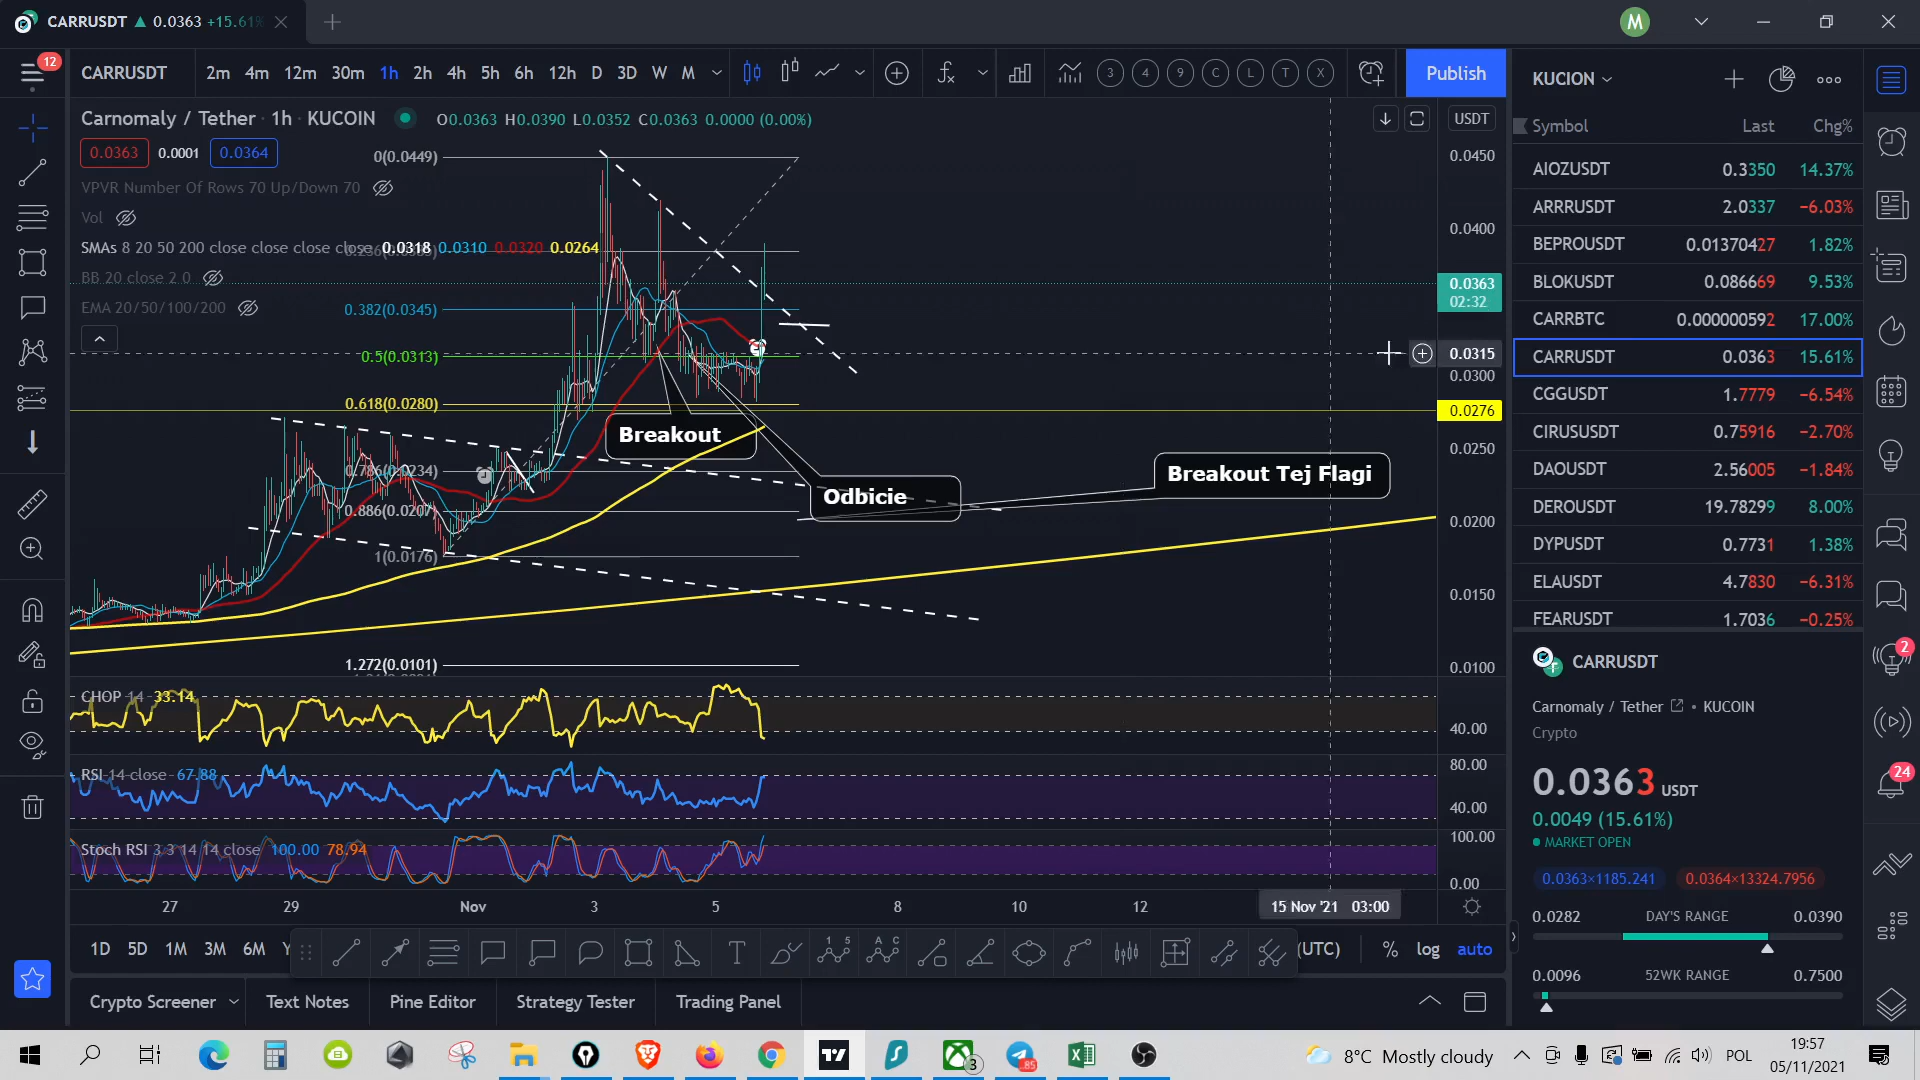 CARRUSDT ▲ 0.0363 +15.61%
M
12
CARRUSDT 2m 4m 12m 30m 1h 2h 4h 5h 6h 12h D 3D W M 3 4 9 C L T X Publish
Carnomaly / Tether · 1h · KUCOIN O0.0363 H0.0390 L0.0352 C0.0363 0.0000 (0.00%)
0.0363 0.0001 0.0364
VPVR Number Of Rows 70 Up/Down 70
Vol
SMAs 8 20 50 200 close close close close 0.0318 0.0310 0.0320 0.0264
BB 20 close 2 0
EMA 20/50/100/200
0(0.0449)
0.382(0.0345)
0.5(0.0313)
0.618(0.0280)
0.786(0.0234)
0.886(0.0207)
1(0.0176)
1.272(0.0101)
Breakout
Odbicie
Breakout Tej Flagi
USDT
0.0450
0.0400
0.0363
02:32
0.0315
0.0300
0.0276
0.0250
0.0200
0.0150
0.0100
CHOP 14 33.14
40.00
RSI 14 close 67.88
80.00
40.00
Stoch RSI 3 3 14 14 close 100.00 78.94
100.00
0.00
27 29 Nov 3 5 8 10 12 15 Nov '21 03:00
1D 5D 1M 3M 6M Y T 1 5 A C (UTC) % log auto
Crypto Screener Text Notes Pine Editor Strategy Tester Trading Panel
KUCION
Symbol Last Chg%
AIOZUSDT 0.3350 14.37%
ARRRUSDT 2.0337 −6.03%
BEPROUSDT 0.01370427 1.82%
BLOKUSDT 0.086669 9.53%
CARRBTC 0.000000592 17.00%
CARRUSDT 0.0363 15.61%
CGGUSDT 1.7779 −6.54%
CIRUSUSDT 0.75916 −2.70%
DAOUSDT 2.56005 −1.84%
DEROUSDT 19.78299 8.00%
DYPUSDT 0.7731 1.38%
ELAUSDT 4.7830 −6.31%
FEARUSDT 1.7036 −0.25%
CARRUSDT
Carnomaly / Tether • KUCOIN
Crypto
0.0363 USDT
0.0049 (15.61%)
MARKET OPEN
0.0363×1185.241 0.0364×13324.7956
0.0282 DAY'S RANGE 0.0390
0.0096 52WK RANGE 0.7500
2
24
3 .85 8°C Mostly cloudy POL 19:57
05/11/2021